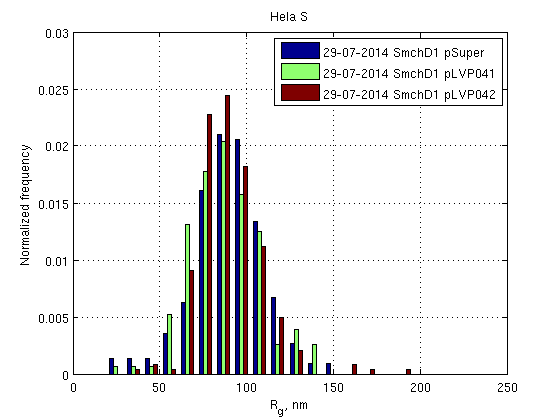 Hela S
0.03
0.025
0.02
0.015
0.01
0.005
0
Normalized frequency
29-07-2014 SmchD1 pSuper
29-07-2014 SmchD1 pLVP041
29-07-2014 SmchD1 pLVP042
0 50 100 150 200 250
Rg, nm